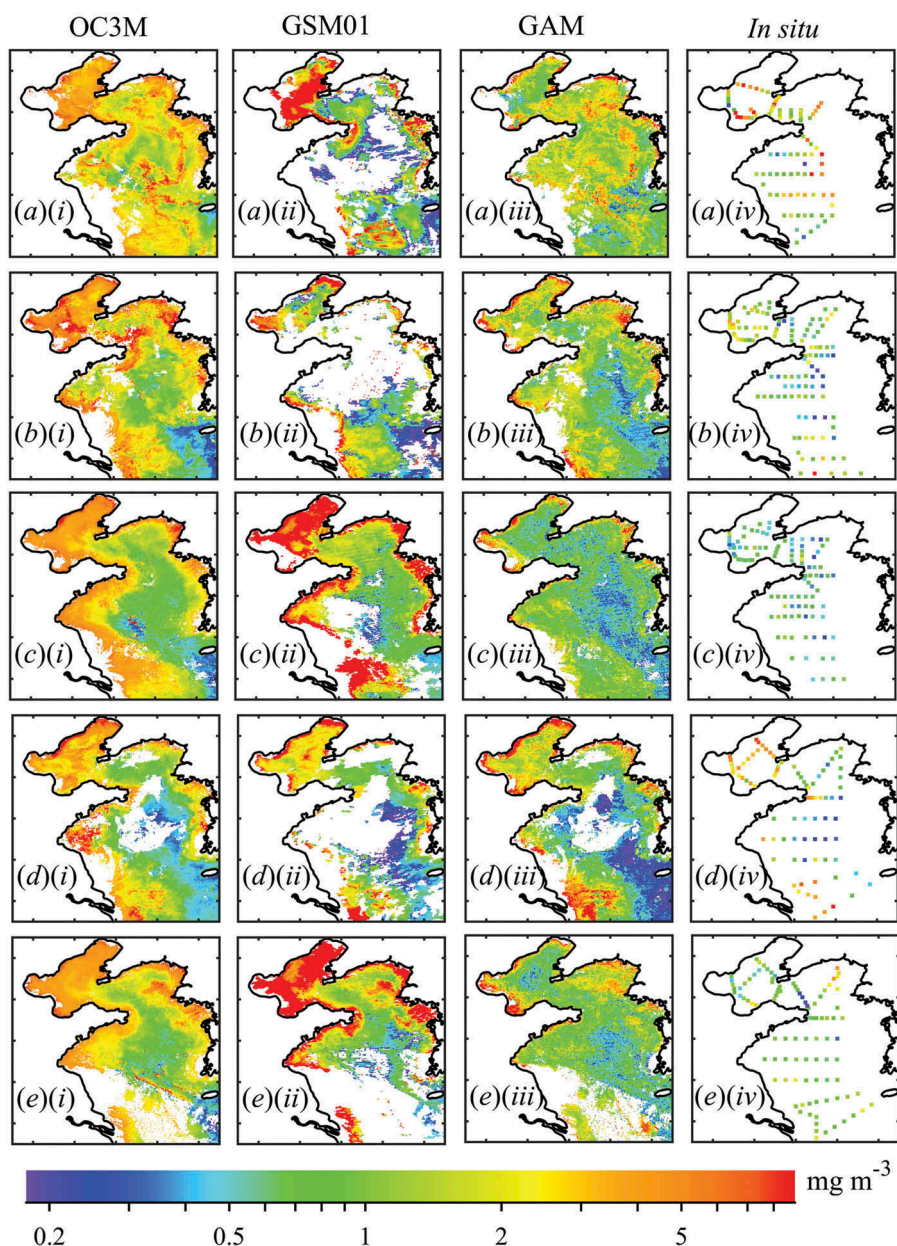 OC3M GSM01 GAM In situ
(a)(i) (a)(ii) (a)(iii) (a)(iv)
(b)(i) (b)(ii) (b)(iii) (b)(iv)
(c)(i) (c)(ii) (c)(iii) (c)(iv)
(d)(i) (d)(ii) (d)(iii) (d)(iv)
(e)(i) (e)(ii) (e)(iii) (e)(iv)
mg m⁻³
0.2 0.5 1 2 5